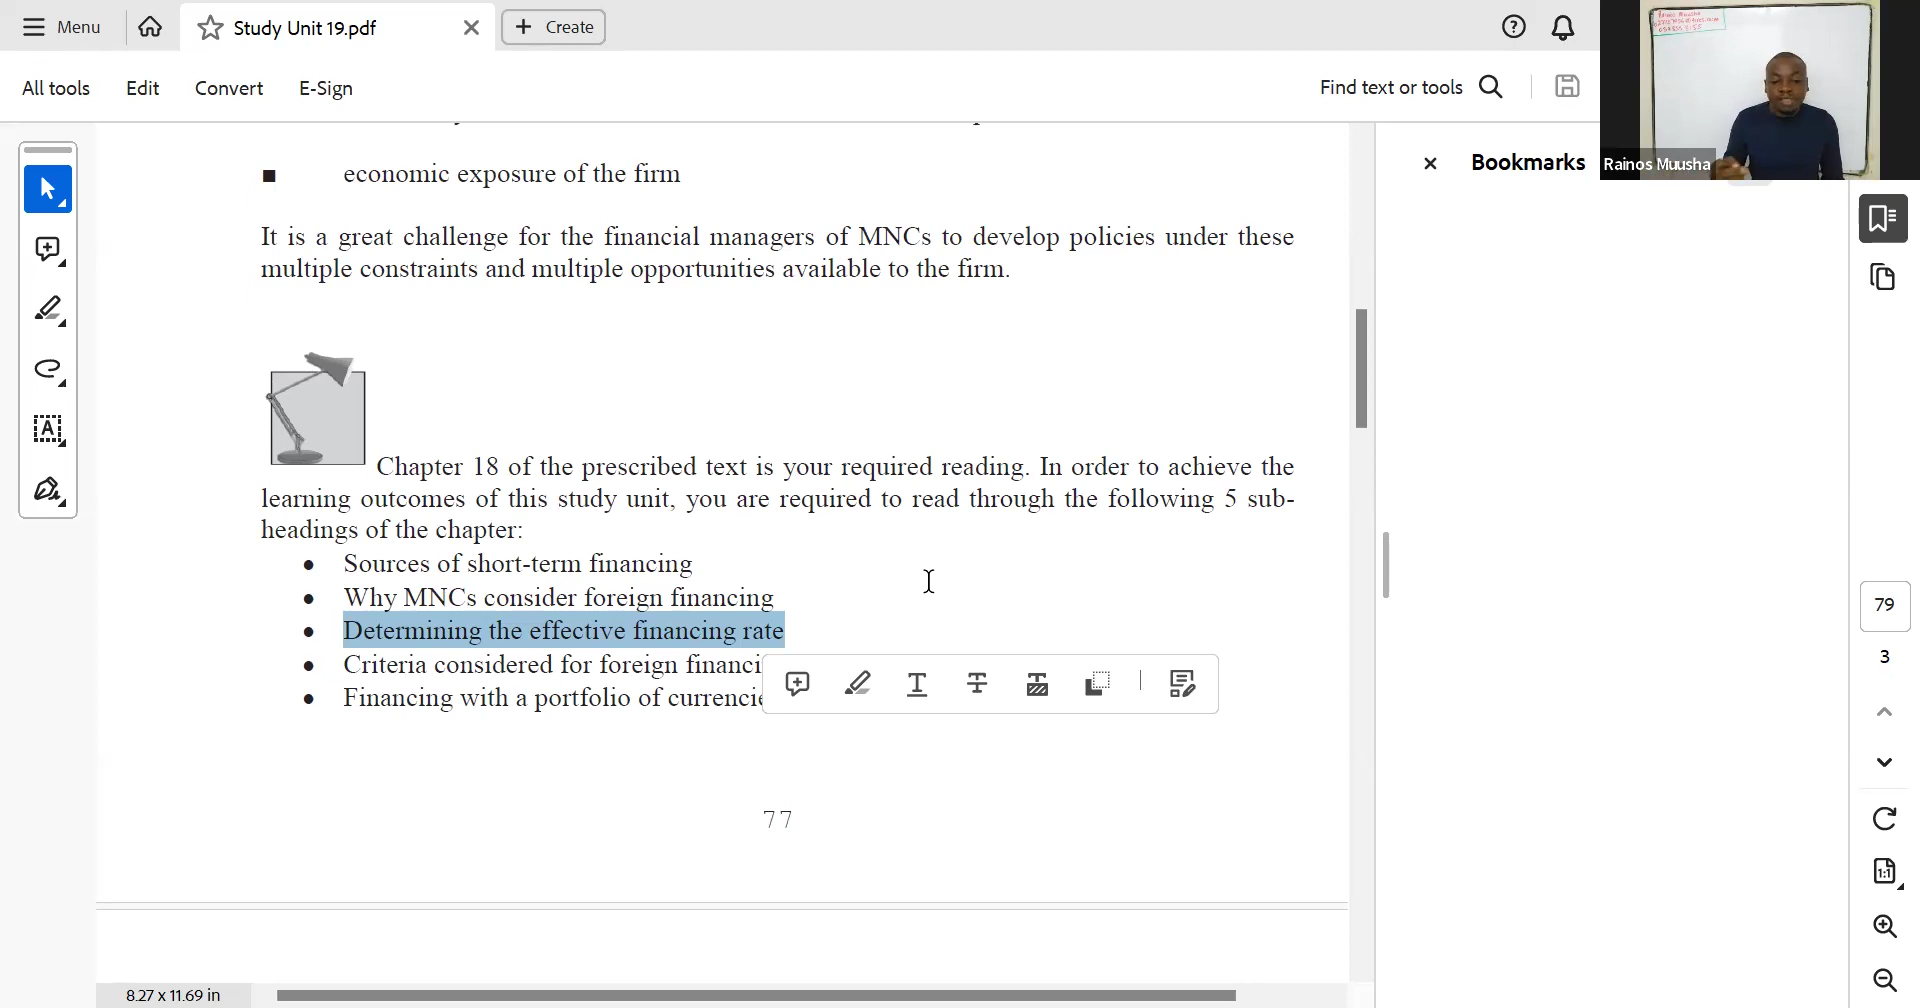 Menu
Study Unit 19.pdf
Create
All tools
Edit
Convert
E-Sign
Find text or tools
economic exposure of the firm
It is a great challenge for the financial managers of MNCs to develop policies under these
multiple constraints and multiple opportunities available to the firm.
Chapter 18 of the prescribed text is your required reading. In order to achieve the
learning outcomes of this study unit, you are required to read through the following 5 sub-
headings of the chapter:
• Sources of short-term financing
• Why MNCs consider foreign financing
• Determining the effective financing rate
• Criteria considered for foreign financi
• Financing with a portfolio of currencie
77
8.27 x 11.69 in
Bookmarks
Rainos Muusha
79
3